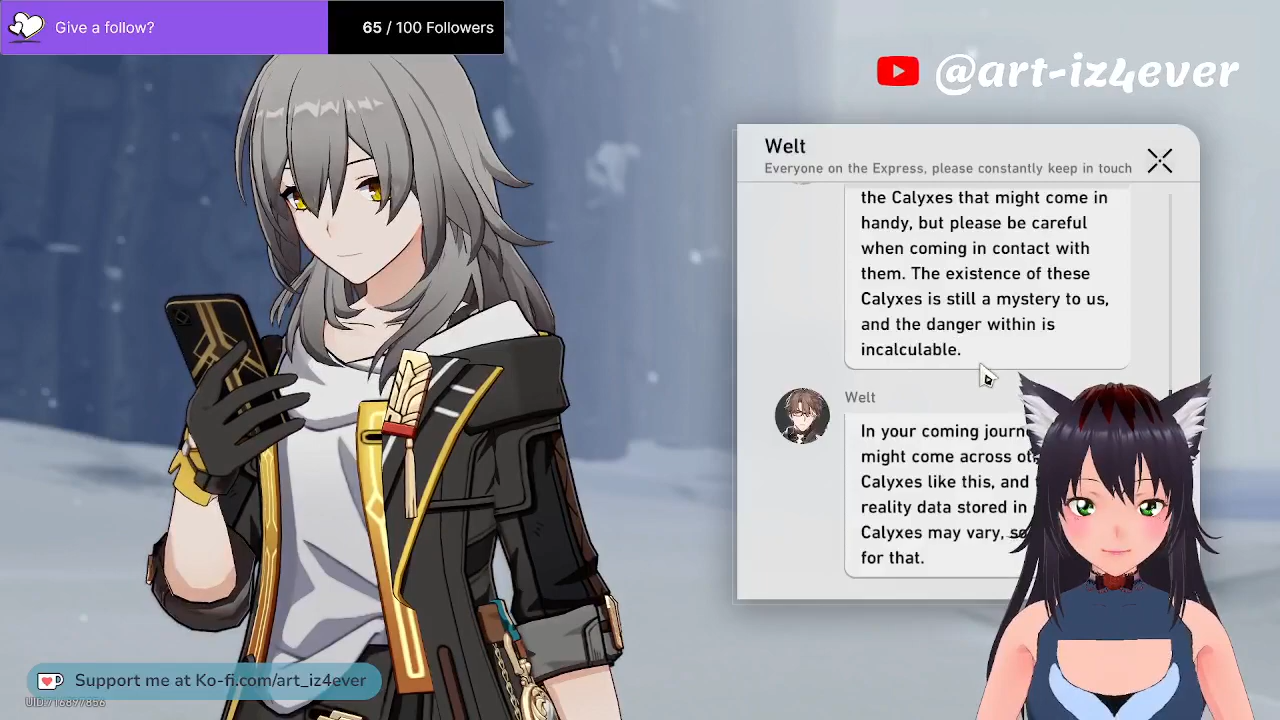 Give a follow?
65 / 100 Followers
@art-iz4ever
Welt
Everyone on the Express, please constantly keep in touch
the Calyxes that might come in
handy, but please be careful
when coming in contact with
them. The existence of these
Calyxes is still a mystery to us,
and the danger within is
incalculable.
Welt
In your coming journ
might come across ot
Calyxes like this, and
reality data stored in
Calyxes may vary, so
for that.
Support me at Ko-fi.com/art_iz4ever